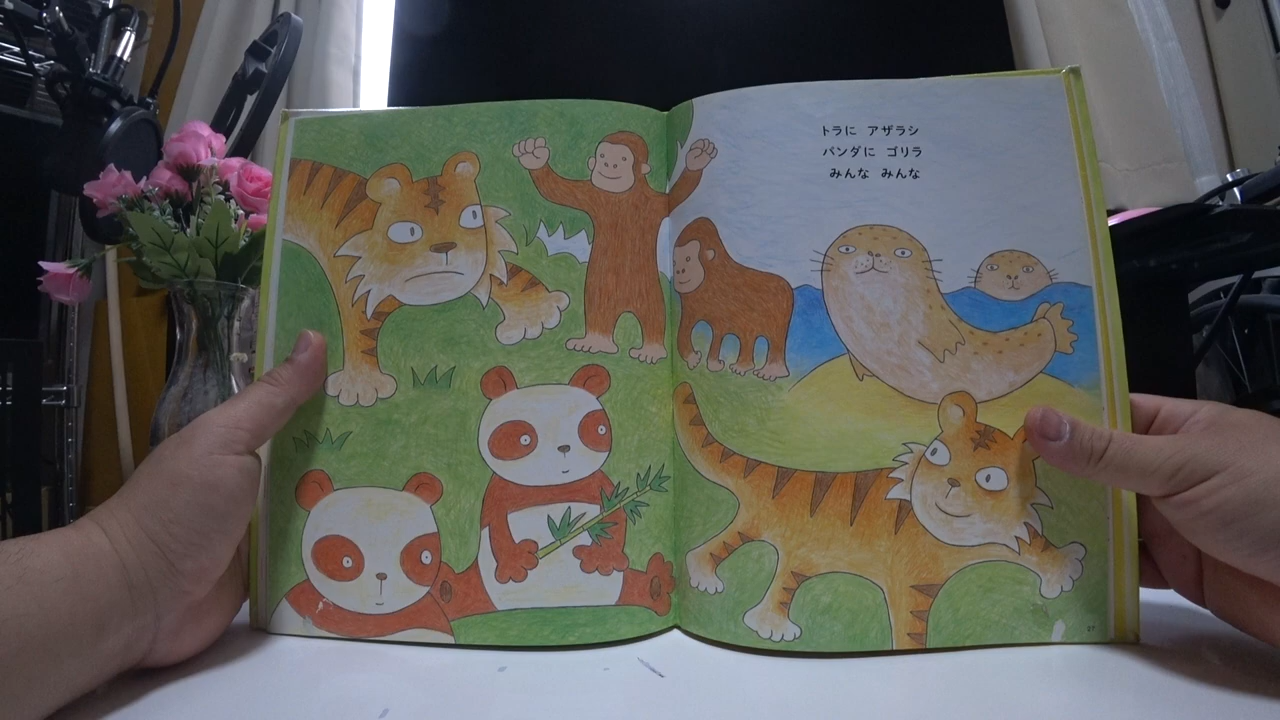 トラに アザラシ
パンダに ゴリラ
みんな みんな
27